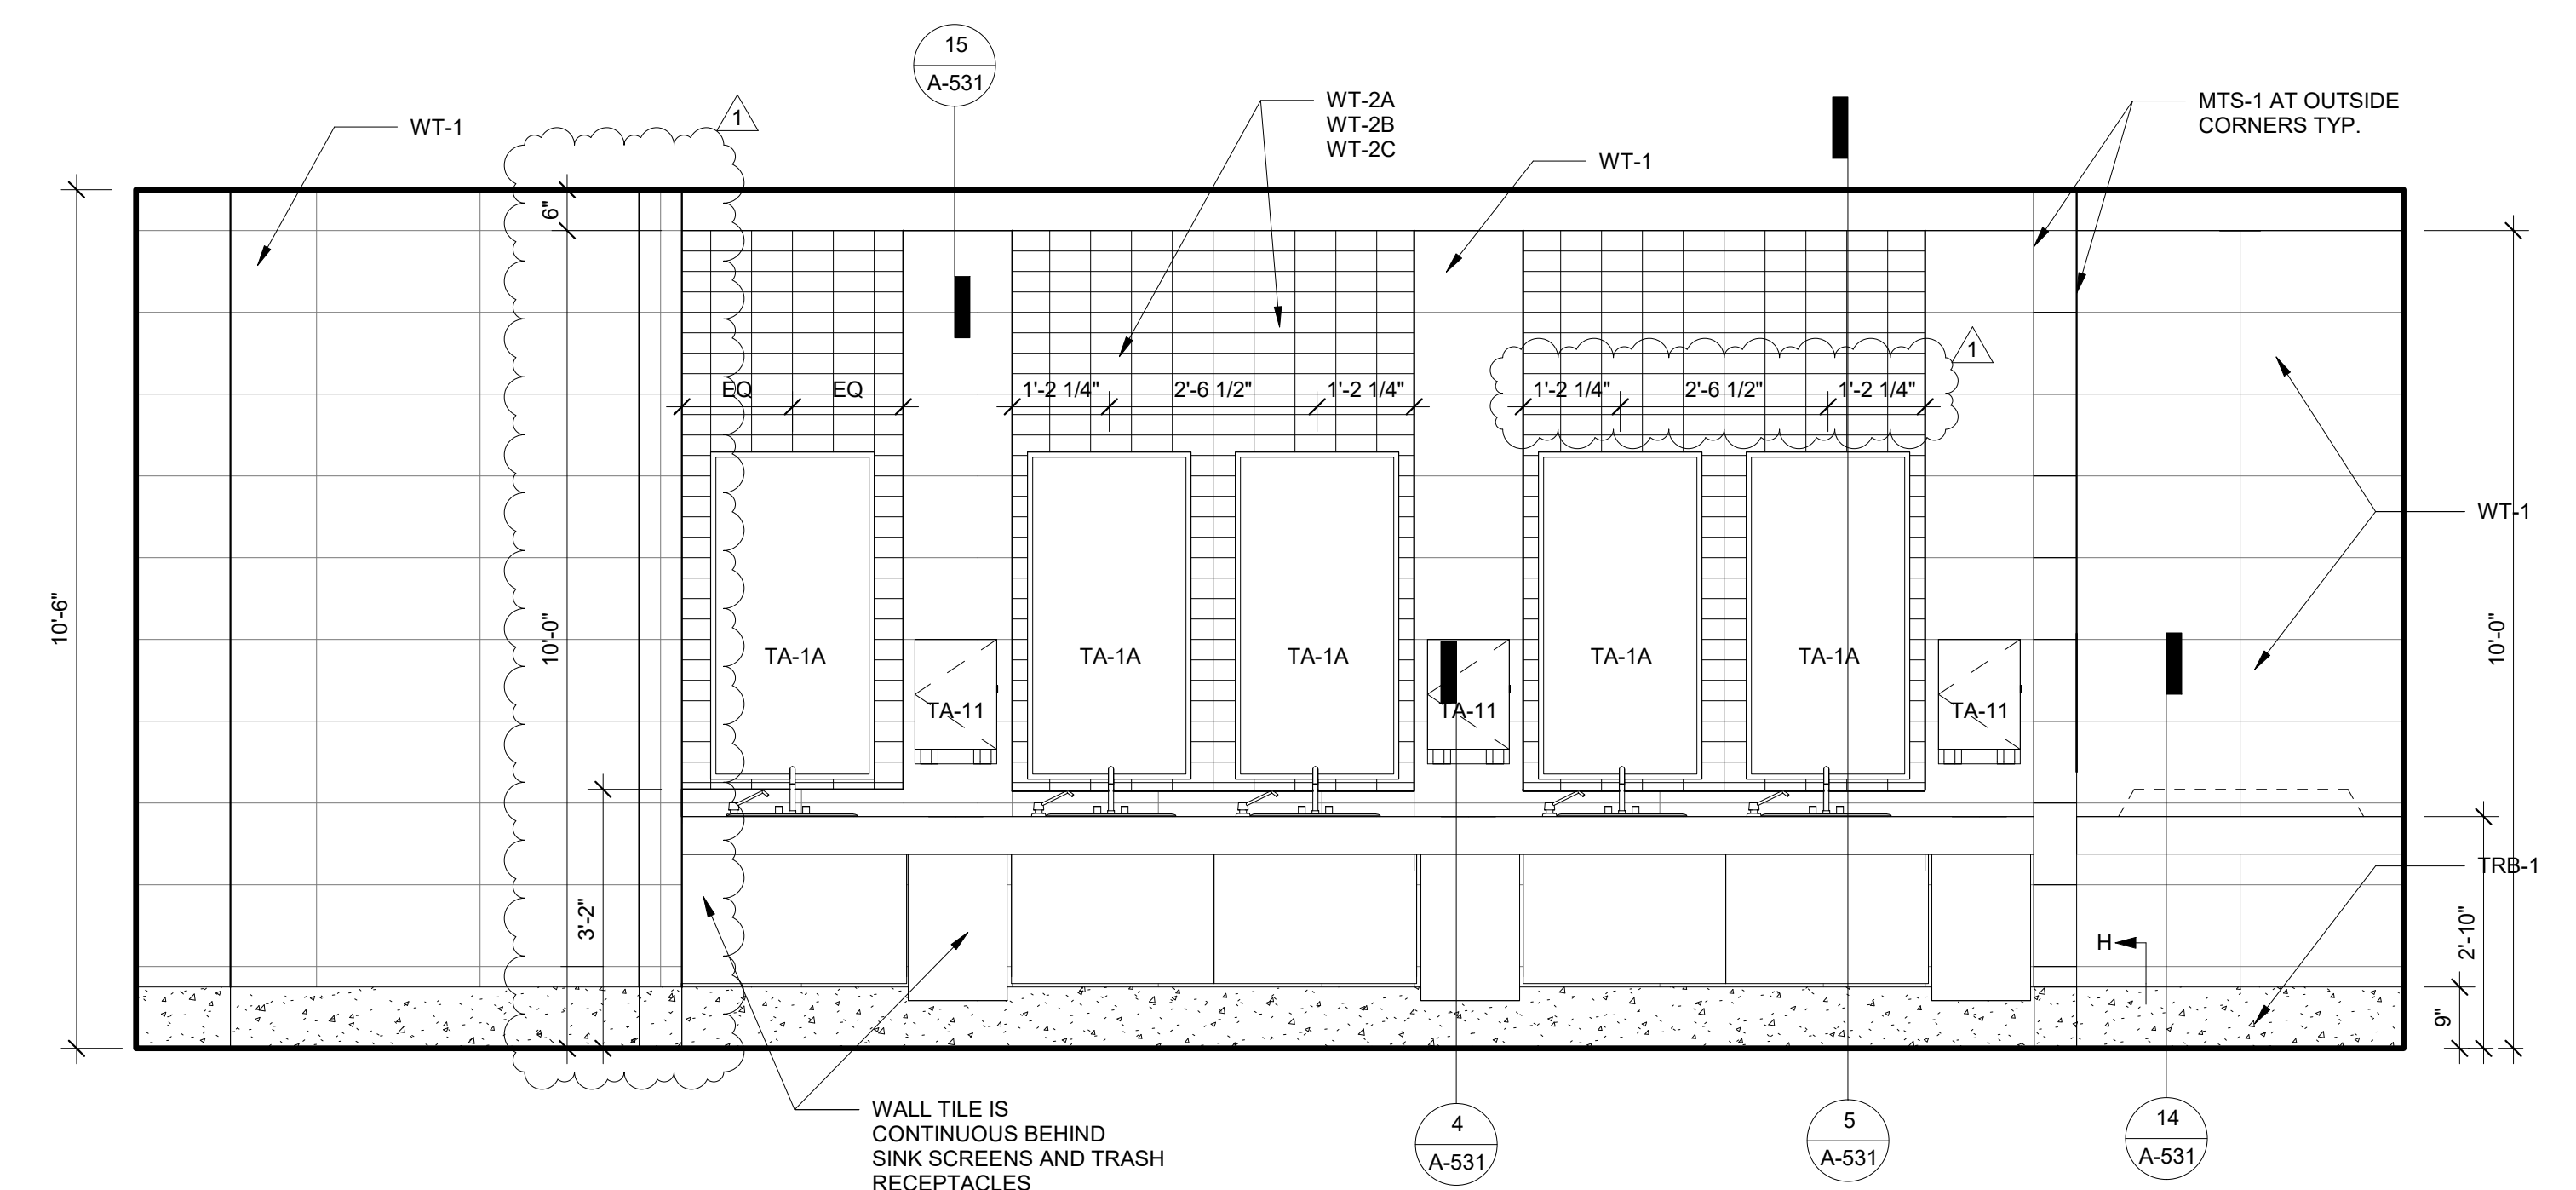 15
A-531
1
WT-1
WT-2A
WT-2B
WT-2C
WT-1
MTS-1 AT OUTSIDE
CORNERS TYP.
6"
1
EQ EQ
1'-2 1/4" 2'-6 1/2" 1'-2 1/4"
1'-2 1/4" 2'-6 1/2" 1'-2 1/4"
WT-1
10'-6"
10'-0"
10'-0"
TA-1A TA-1A TA-1A TA-1A TA-1A
TA-11 TA-11 TA-11
TRB-1
3'-2"
H
2'-10"
9"
WALL TILE IS
CONTINUOUS BEHIND
SINK SCREENS AND TRASH
RECEPTACLES
4
A-531
5
A-531
14
A-531